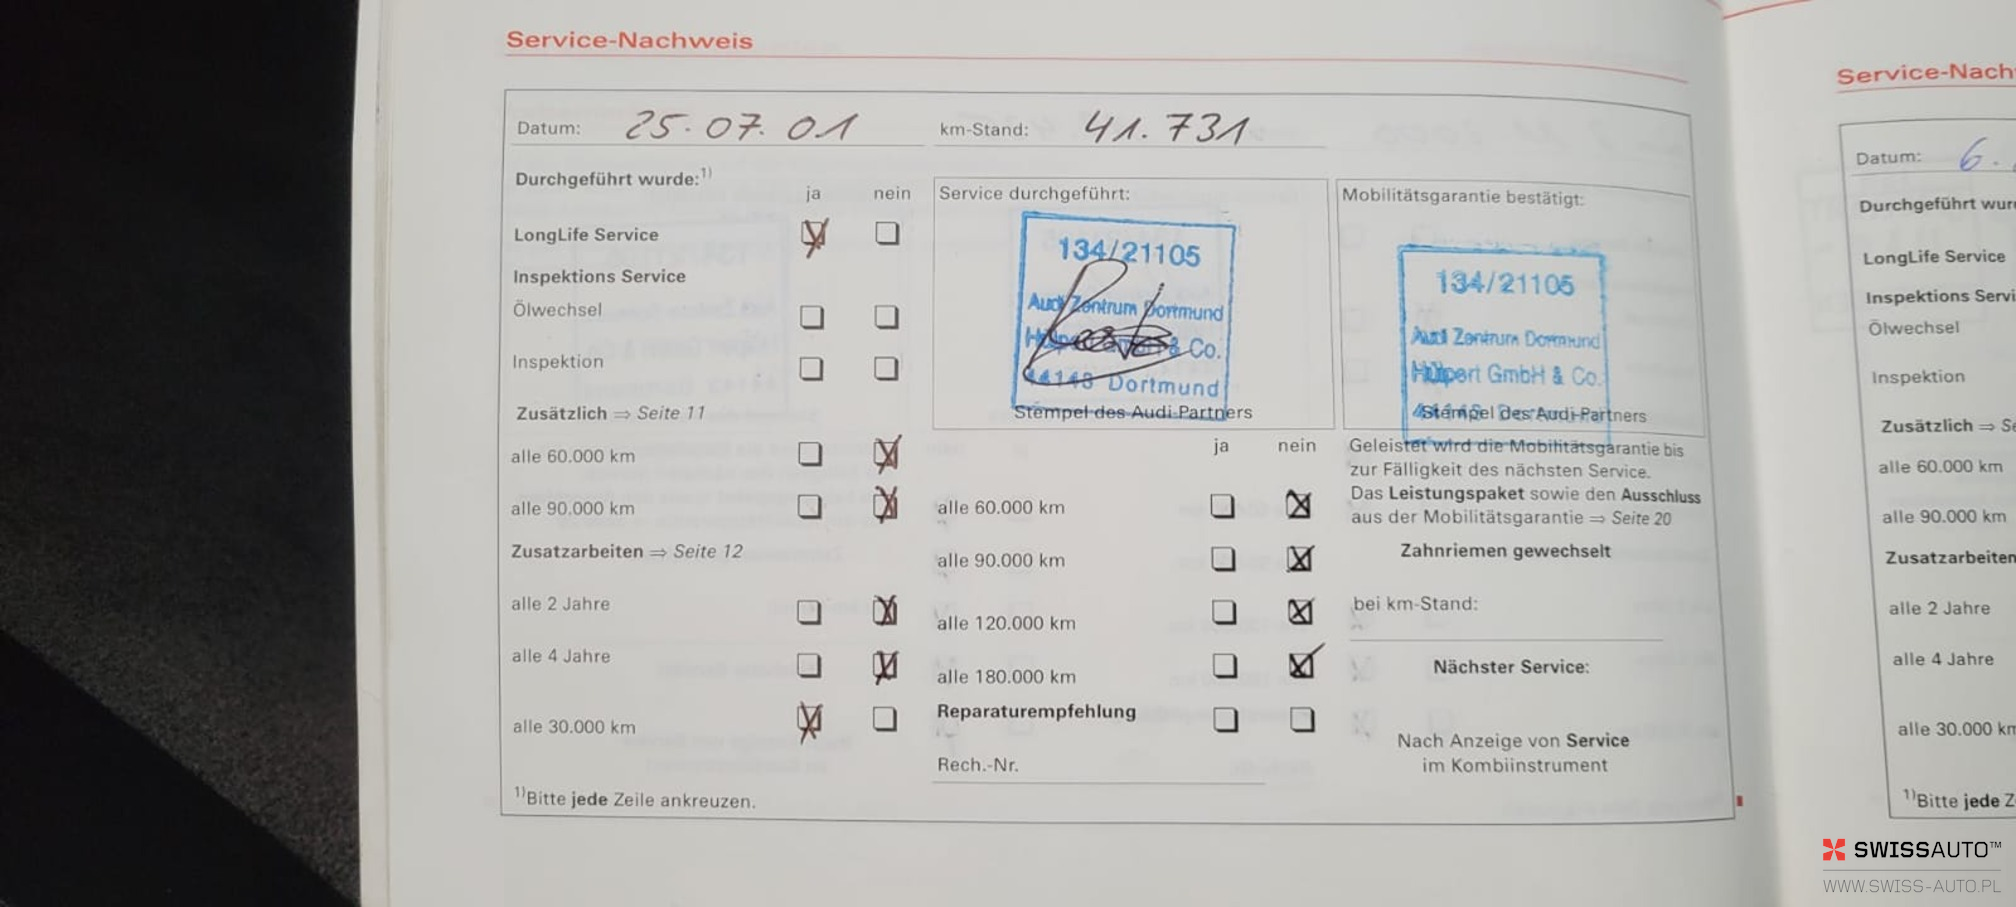 Service-Nachweis
Datum: 25.07.01 km-Stand: 41.731
Durchgeführt wurde:1)
ja nein
LongLife Service
Inspektions Service
Ölwechsel
Inspektion
Zusätzlich ⇒ Seite 11
alle 60.000 km
alle 90.000 km
Zusatzarbeiten ⇒ Seite 12
alle 2 Jahre
alle 4 Jahre
alle 30.000 km
1)Bitte jede Zeile ankreuzen.
Service durchgeführt:
134/21105
Audi Zentrum Dortmund
& Co.
44143 Dortmund
Stempel des Audi-Partners
ja nein
alle 60.000 km
alle 90.000 km
alle 120.000 km
alle 180.000 km
Reparaturempfehlung
Rech.-Nr.
Mobilitätsgarantie bestätigt:
134/21105
Audi Zentrum Dortmund
Hülpert GmbH & Co.
Stempel des Audi-Partners
Geleistet wird die Mobilitätsgarantie bis
zur Fälligkeit des nächsten Service.
Das Leistungspaket sowie den Ausschluss
aus der Mobilitätsgarantie ⇒ Seite 20
Zahnriemen gewechselt
bei km-Stand:
Nächster Service:
Nach Anzeige von Service
im Kombiinstrument
Service-Nach
Datum: 6.
Durchgeführt wur
LongLife Service
Inspektions Servi
Ölwechsel
Inspektion
Zusätzlich ⇒ Se
alle 60.000 km
alle 90.000 km
Zusatzarbeiten
alle 2 Jahre
alle 4 Jahre
alle 30.000 km
1)Bitte jede Z
SWISSAUTO™
WWW.SWISS-AUTO.PL